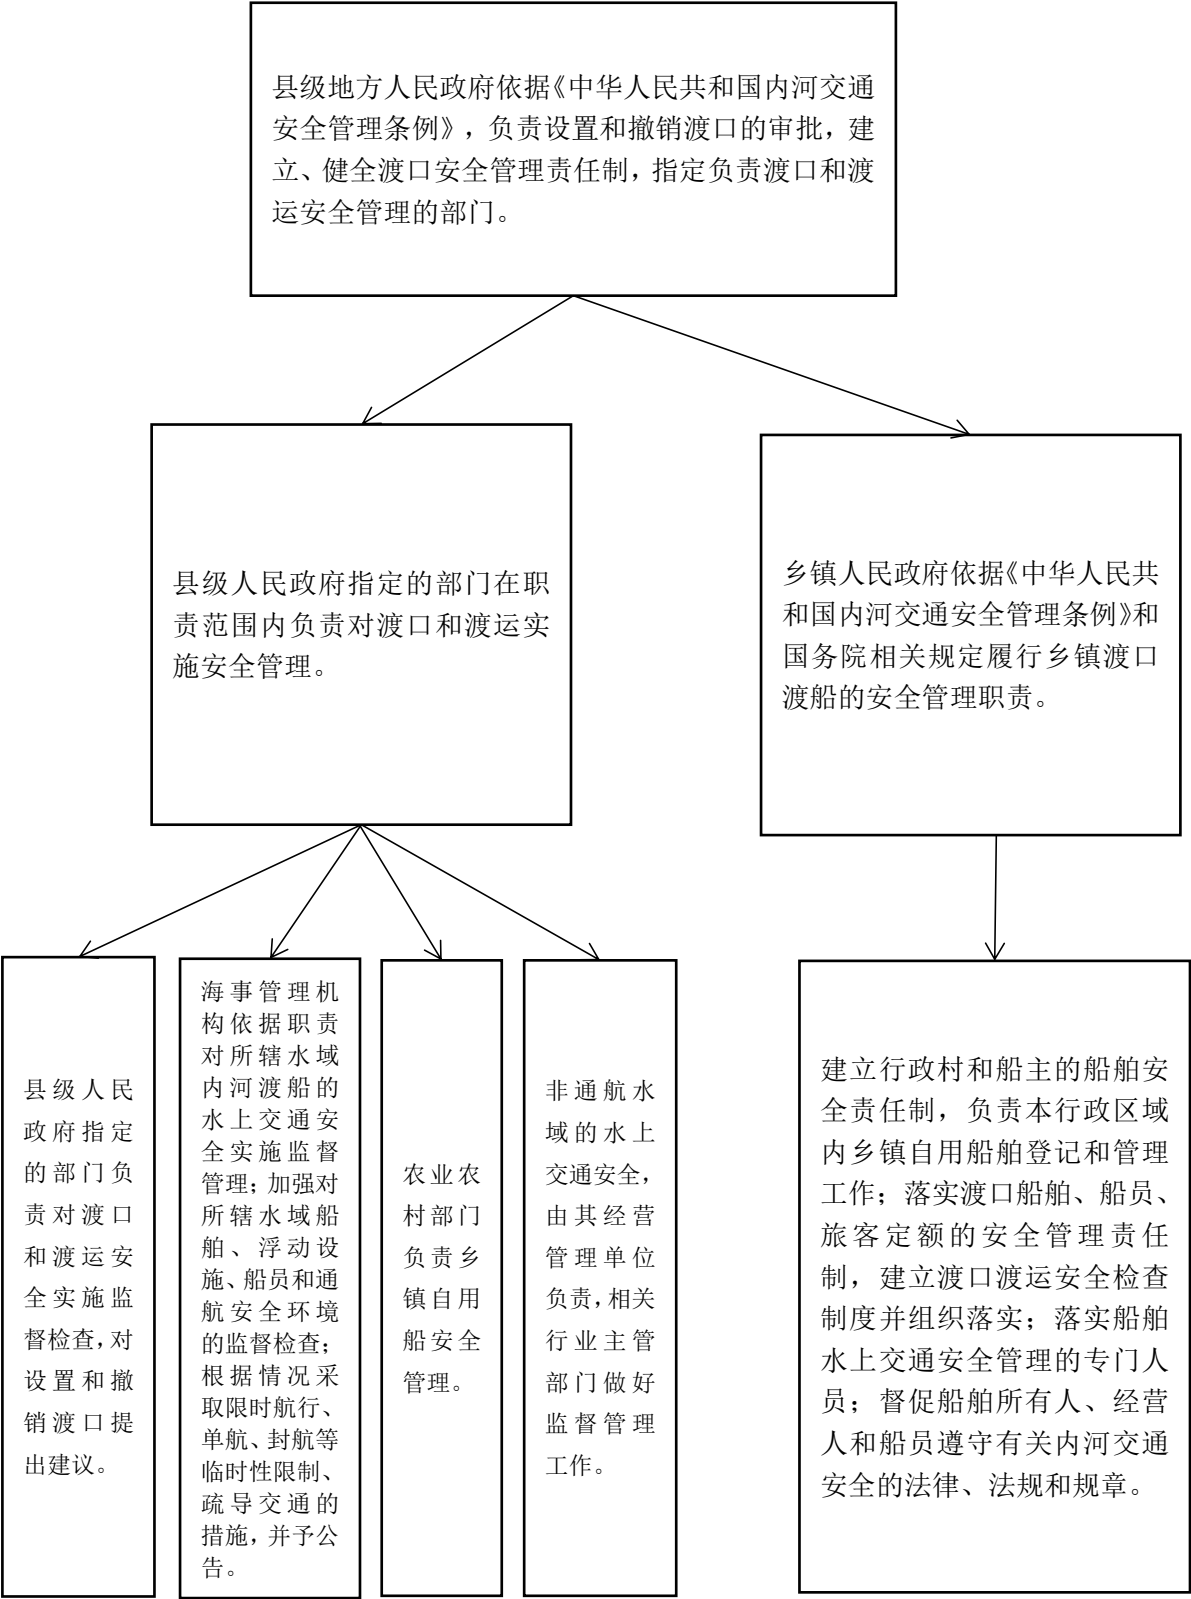 县级地方人民政府依据《中华人民共和国内河交通
安全管理条例》，负责设置和撤销渡口的审批，建
立、健全渡口安全管理责任制，指定负责渡口和渡
运安全管理的部门。
县级人民政府指定的部门在职
责范围内负责对渡口和渡运实
施安全管理。
乡镇人民政府依据《中华人民共
和国内河交通安全管理条例》和
国务院相关规定履行乡镇渡口
渡船的安全管理职责。
县级人民
政府指定
的部门负
责对渡口
和渡运安
全实施监
督检查，对
设置和撤
销渡口提
出建议。
海事管理机
构依据职责
对所辖水域
内河渡船的
水上交通安
全实施监督
管理；加强对
所辖水域船
舶、浮动设
施、船员和通
航安全环境
的监督检查；
根据情况采
取限时航行、
单航、封航等
临时性限制、
疏导交通的
措施，并予公
告。
农业农
村部门
负责乡
镇自用
船安全
管理。
非通航水
域的水上
交通安全，
由其经营
管理单位
负责，相关
行业主管
部门做好
监督管理
工作。
建立行政村和船主的船舶安
全责任制，负责本行政区域
内乡镇自用船舶登记和管理
工作；落实渡口船舶、船员、
旅客定额的安全管理责任
制，建立渡口渡运安全检查
制度并组织落实；落实船舶
水上交通安全管理的专门人
员；督促船舶所有人、经营
人和船员遵守有关内河交通
安全的法律、法规和规章。